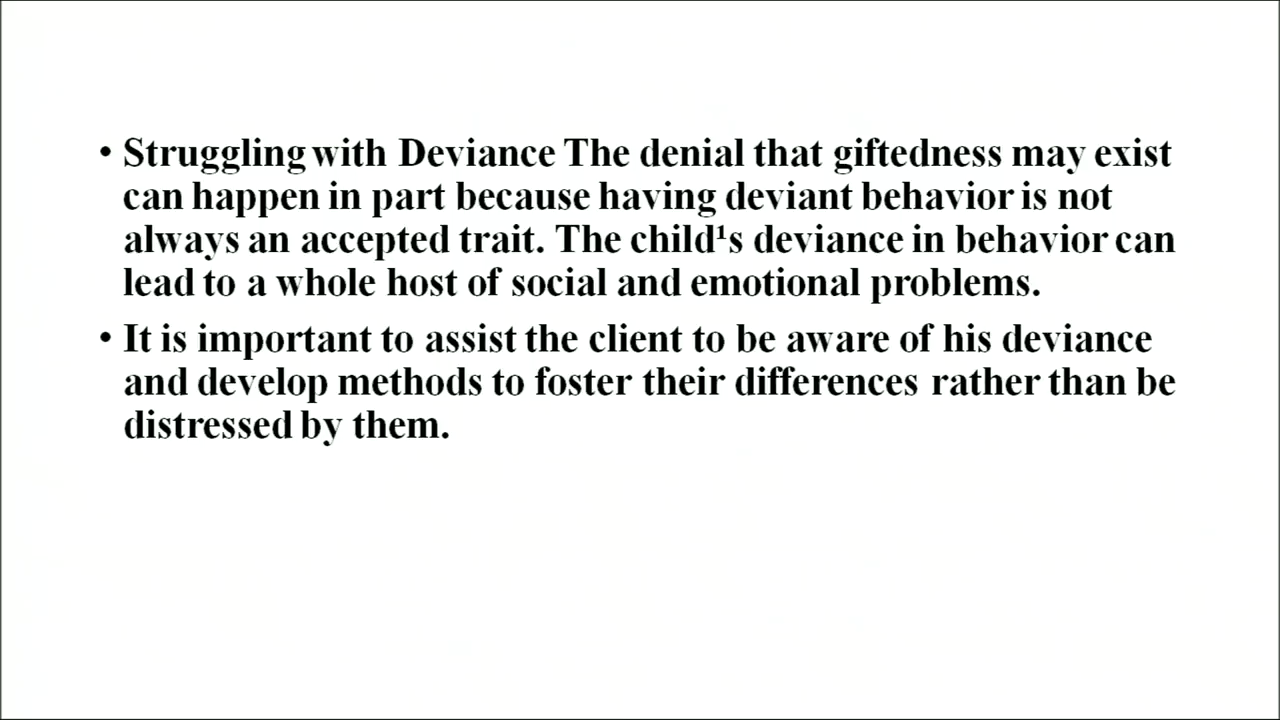 • Struggling with Deviance The denial that giftedness may exist
can happen in part because having deviant behavior is not
always an accepted trait. The child¹s deviance in behavior can
lead to a whole host of social and emotional problems.
• It is important to assist the client to be aware of his deviance
and develop methods to foster their differences rather than be
distressed by them.